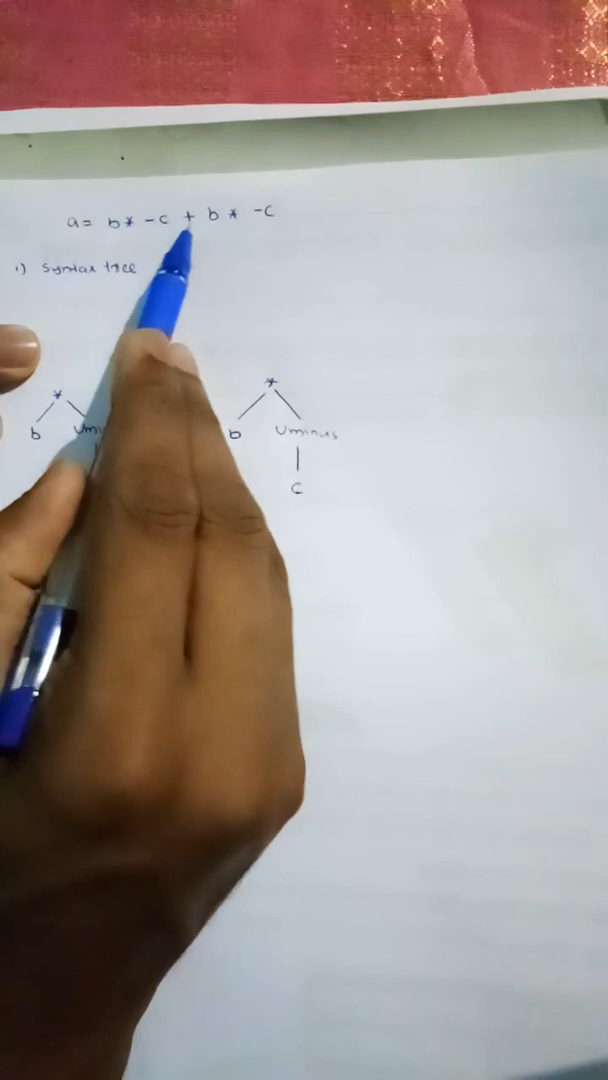 a = b * -c + b * -c
1) Syntax tree
* *
b b Uminus
c